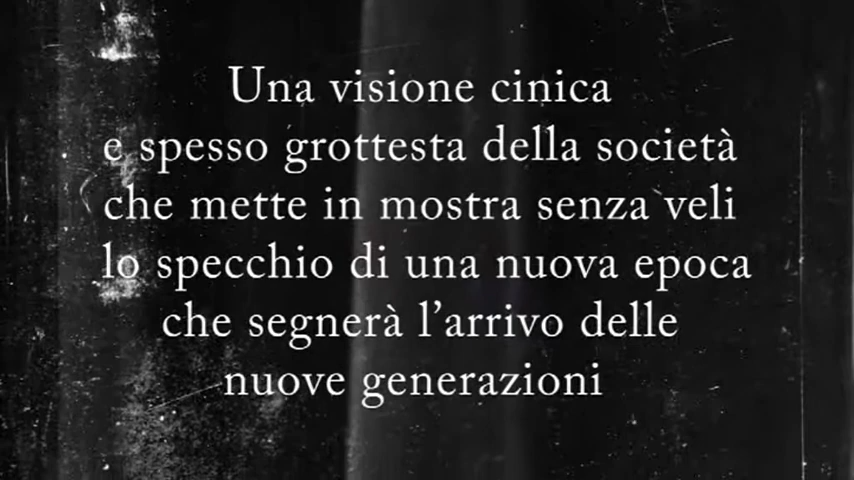 Una visione cinica
e spesso grottesta della società
che mette in mostra senza veli
lo specchio di una nuova epoca
che segnerà l’arrivo delle
nuove generazioni